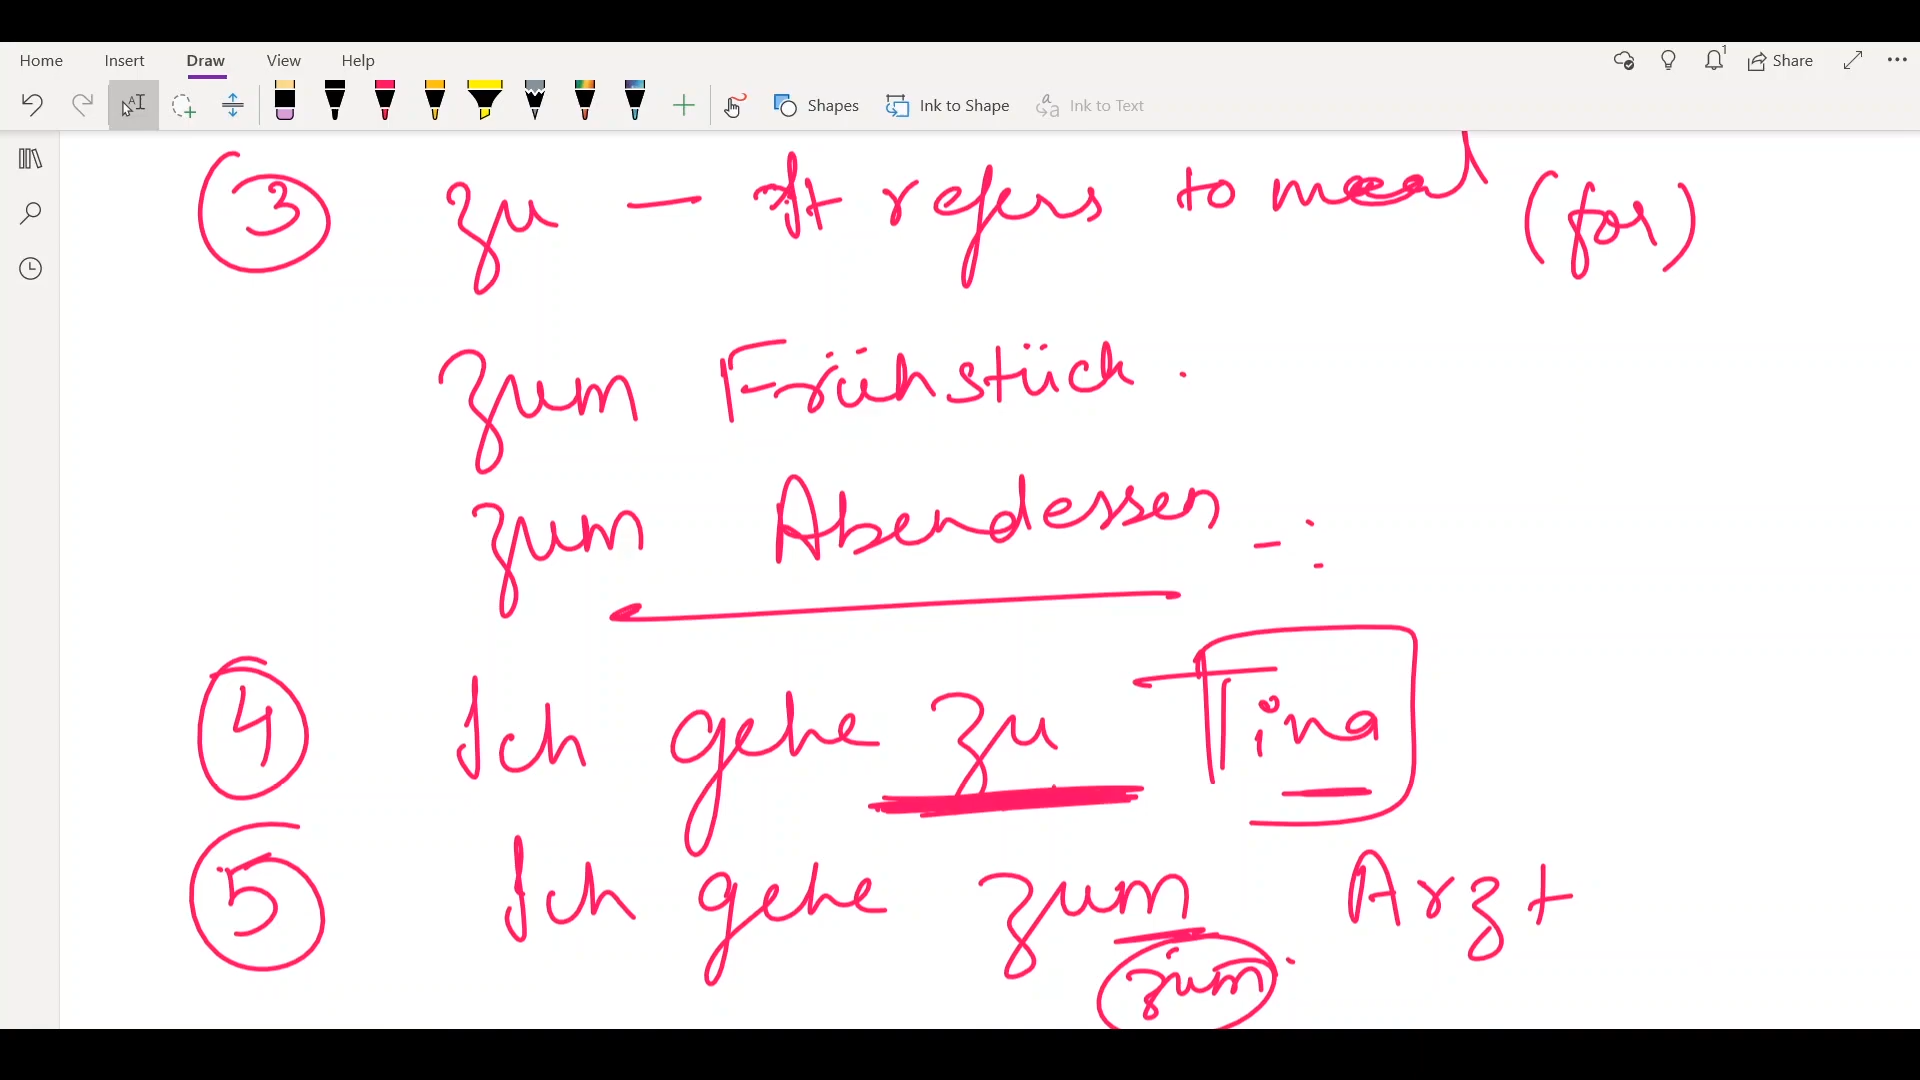 Home Insert Draw View Help 1 Share
Shapes Ink to Shape Ink to Text
3 zu — It refers to meal (for)
zum Frühstück.
zum Abendessen - :
4 Ich gehe zu Tina
5 Ich gehe zum Arzt
zum.